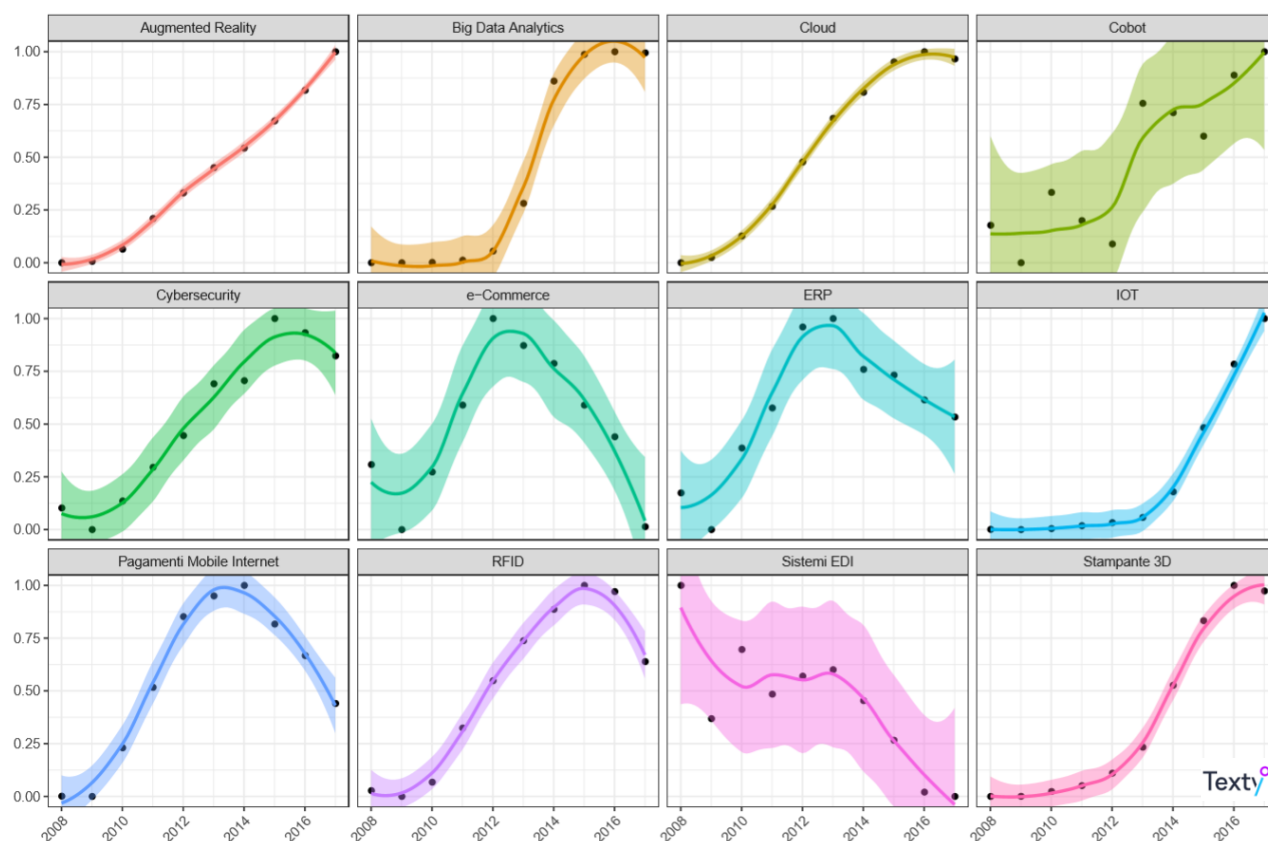 Augmented Reality
Big Data Analytics
Cloud
Cobot
1.00
0.75
0.50
0.25
0.00
Cybersecurity
e-Commerce
ERP
IOT
1.00
0.75
0.50
0.25
0.00
Pagamenti Mobile Internet
RFID
Sistemi EDI
Stampante 3D
1.00
0.75
0.50
0.25
0.00
Texty
2008 2010 2012 2014 2016 2008 2010 2012 2014 2016 2008 2010 2012 2014 2016 2008 2010 2012 2014 2016